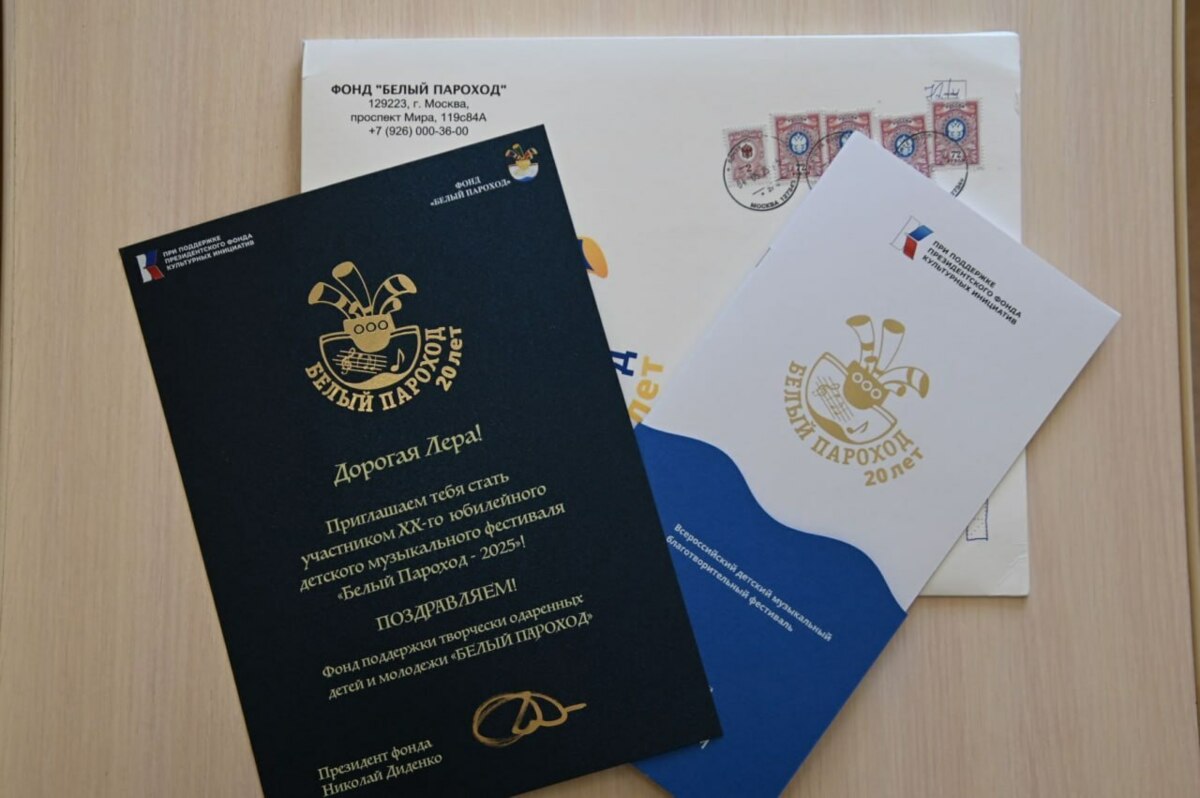 ФОНД "БЕЛЫЙ ПАРОХОД"
129223, г. Москва,
проспект Мира, 119с84А
+7 (926) 000-36-00
МОСКВА
ФОНД
«БЕЛЫЙ ПАРОХОД»
ПРИ ПОДДЕРЖКЕ
ПРЕЗИДЕНТСКОГО ФОНДА
КУЛЬТУРНЫХ ИНИЦИАТИВ
БЕЛЫЙ ПАРОХОД
20 лет
Дорогая Лера!
Приглашаем тебя стать
участником XX-го юбилейного
детского музыкального фестиваля
«Белый Пароход - 2025»!
ПОЗДРАВЛЯЕМ!
Фонд поддержки творчески одаренных
детей и молодежи «БЕЛЫЙ ПАРОХОД»
Президент фонда
Николай Диденко
Д
лет
ПРИ ПОДДЕРЖКЕ
ПРЕЗИДЕНТСКОГО ФОНДА
КУЛЬТУРНЫХ ИНИЦИАТИВ
БЕЛЫЙ ПАРОХОД
20 лет
Всероссийский детский музыкальный
благотворительный фестиваль